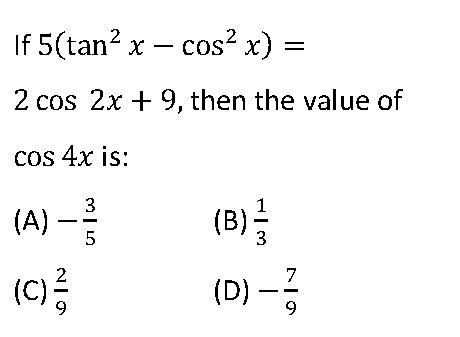 If 5(tan² x − cos² x) =
2 cos 2x + 9, then the value of
cos 4x is:
(A) −3/5 (B) 1/3
(C) 2/9 (D) −7/9